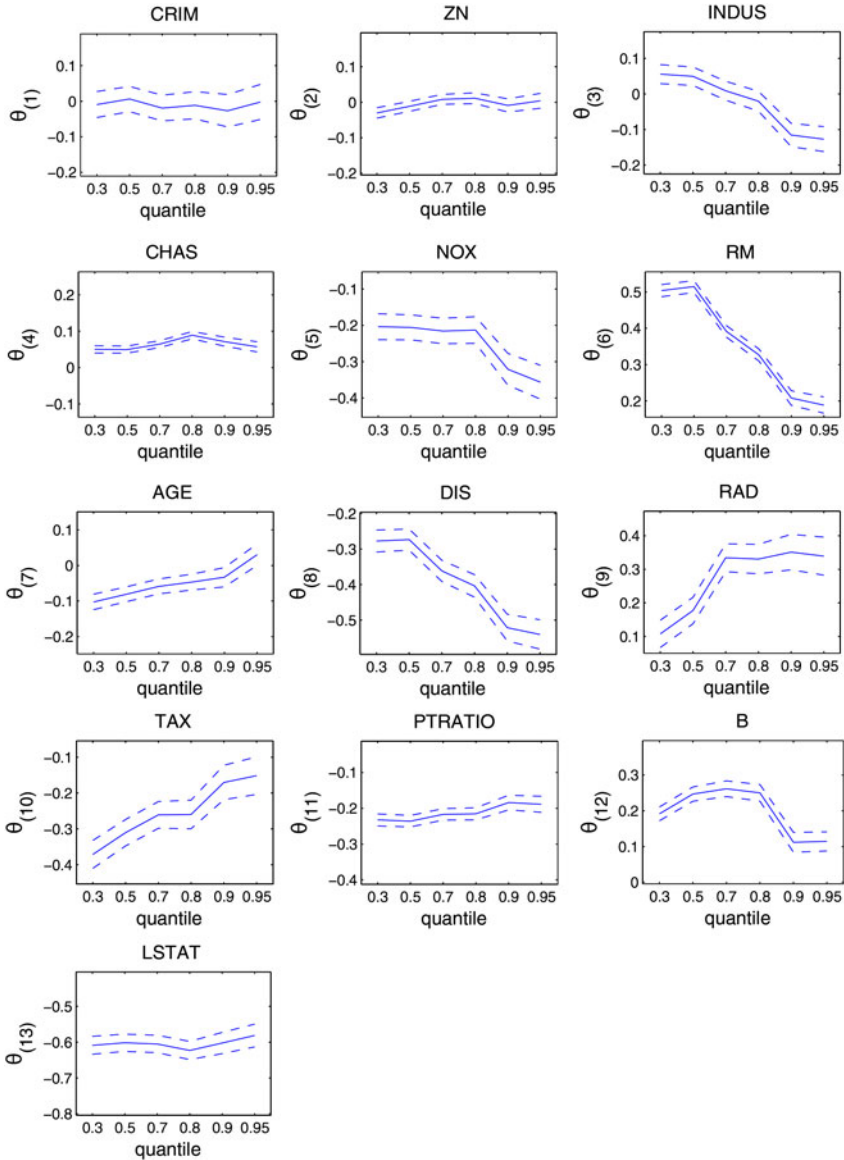 CRIM
0.1
0
−0.1
−0.2
θ(1)
0.3 0.5 0.7 0.8 0.9 0.95
quantile
ZN
0.1
0
−0.1
−0.2
θ(2)
0.3 0.5 0.7 0.8 0.9 0.95
quantile
INDUS
0.1
0
−0.1
−0.2
θ(3)
0.3 0.5 0.7 0.8 0.9 0.95
quantile
CHAS
0.2
0.1
0
−0.1
θ(4)
0.3 0.5 0.7 0.8 0.9 0.95
quantile
NOX
−0.1
−0.2
−0.3
−0.4
θ(5)
0.3 0.5 0.7 0.8 0.9 0.95
quantile
RM
0.5
0.4
0.3
0.2
θ(6)
0.3 0.5 0.7 0.8 0.9 0.95
quantile
AGE
0.1
0
−0.1
−0.2
θ(7)
0.3 0.5 0.7 0.8 0.9 0.95
quantile
DIS
−0.2
−0.3
−0.4
−0.5
θ(8)
0.3 0.5 0.7 0.8 0.9 0.95
quantile
RAD
0.4
0.3
0.2
0.1
θ(9)
0.3 0.5 0.7 0.8 0.9 0.95
quantile
TAX
−0.1
−0.2
−0.3
−0.4
θ(10)
0.3 0.5 0.7 0.8 0.9 0.95
quantile
PTRATIO
−0.1
−0.2
−0.3
−0.4
θ(11)
0.3 0.5 0.7 0.8 0.9 0.95
quantile
B
0.3
0.2
0.1
0
θ(12)
0.3 0.5 0.7 0.8 0.9 0.95
quantile
LSTAT
−0.5
−0.6
−0.7
−0.8
θ(13)
0.3 0.5 0.7 0.8 0.9 0.95
quantile